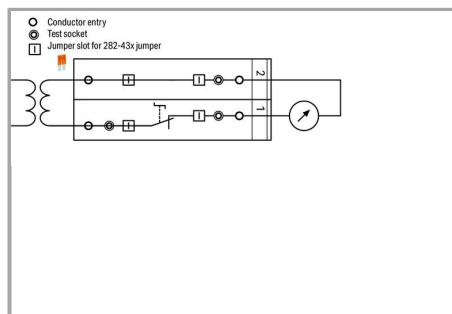 Conductor entry
Test socket
Jumper slot for 282-43x jumper
2
1